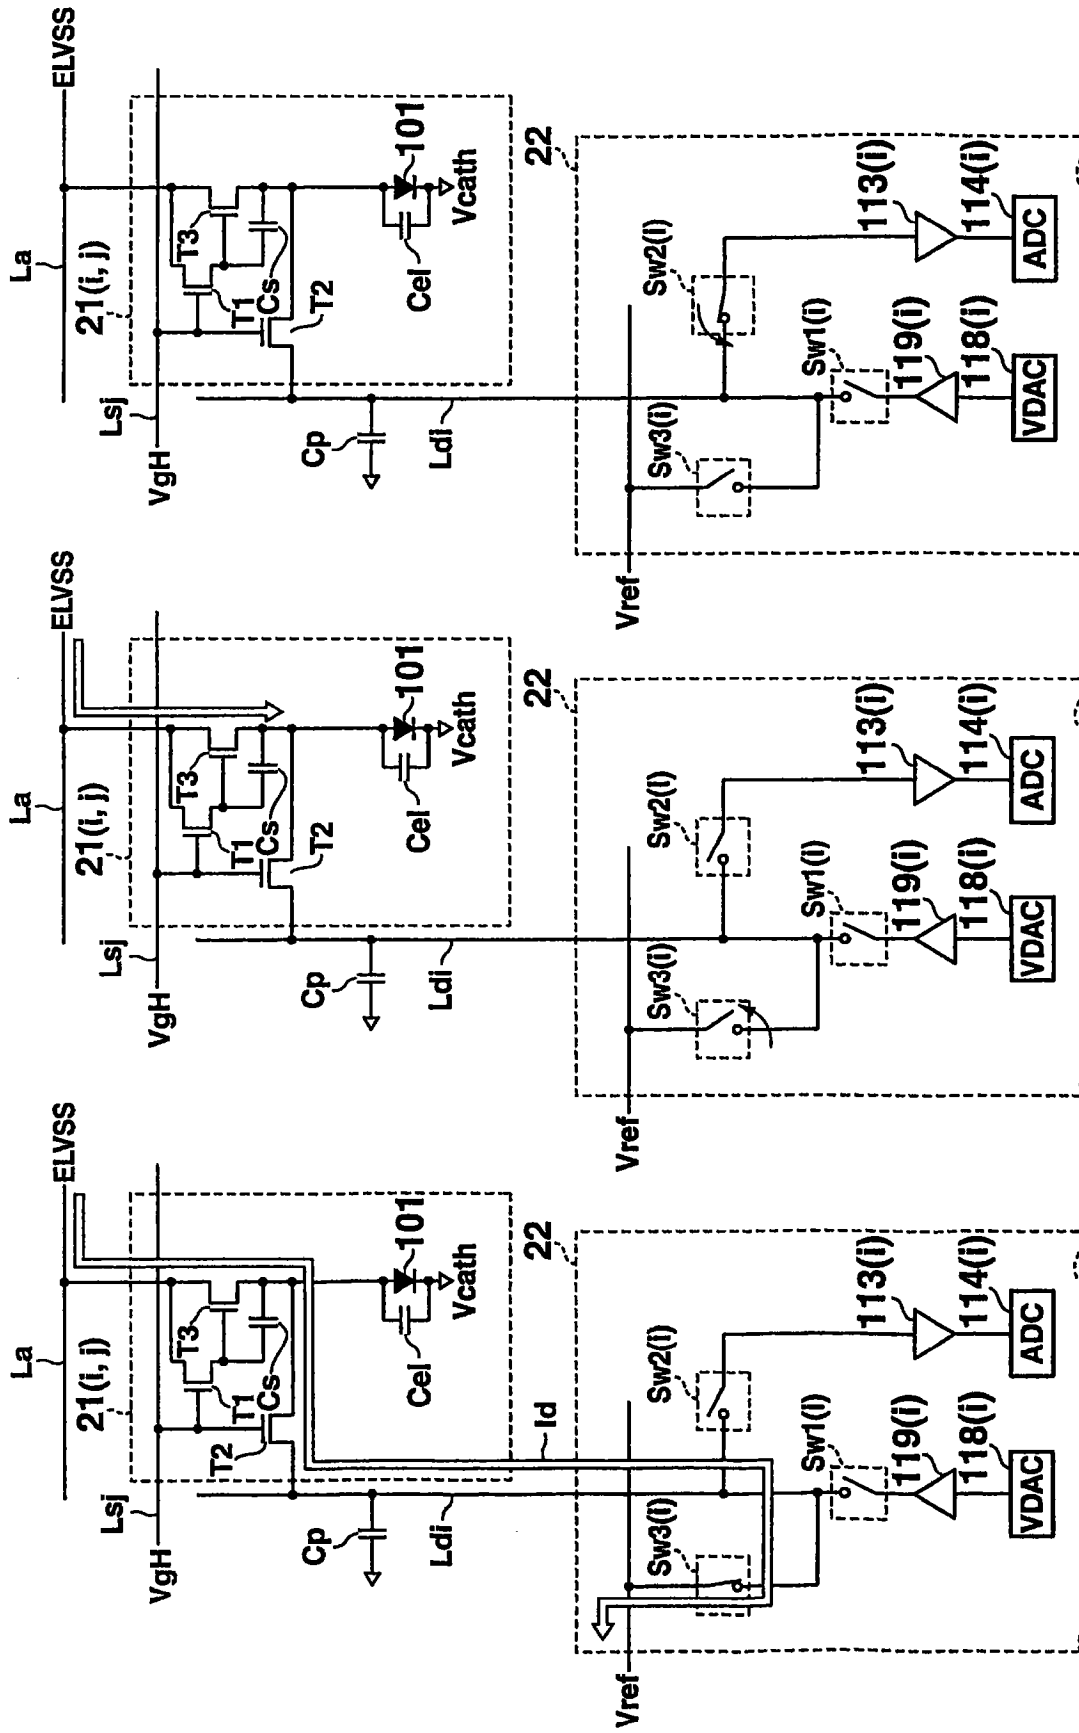 La
ELVSS
Lsj
VgH
21(i, j)
T3
T1
Cs
T2
101
Cel
Vcath
Cp
Ldi
Id
22
Vref
Sw3(i)
Sw2(i)
Sw1(i)
113(i)
119(i)
114(i)
118(i)
ADC
VDAC
La
ELVSS
Lsj
VgH
21(i, j)
T3
T1
Cs
T2
101
Cel
Vcath
Cp
Ldi
22
Vref
Sw3(i)
Sw2(i)
Sw1(i)
113(i)
119(i)
114(i)
118(i)
ADC
VDAC
La
ELVSS
Lsj
VgH
21(i, j)
T3
T1
Cs
T2
101
Cel
Vcath
Cp
Ldi
22
Vref
Sw3(i)
Sw2(i)
Sw1(i)
113(i)
119(i)
114(i)
118(i)
ADC
VDAC